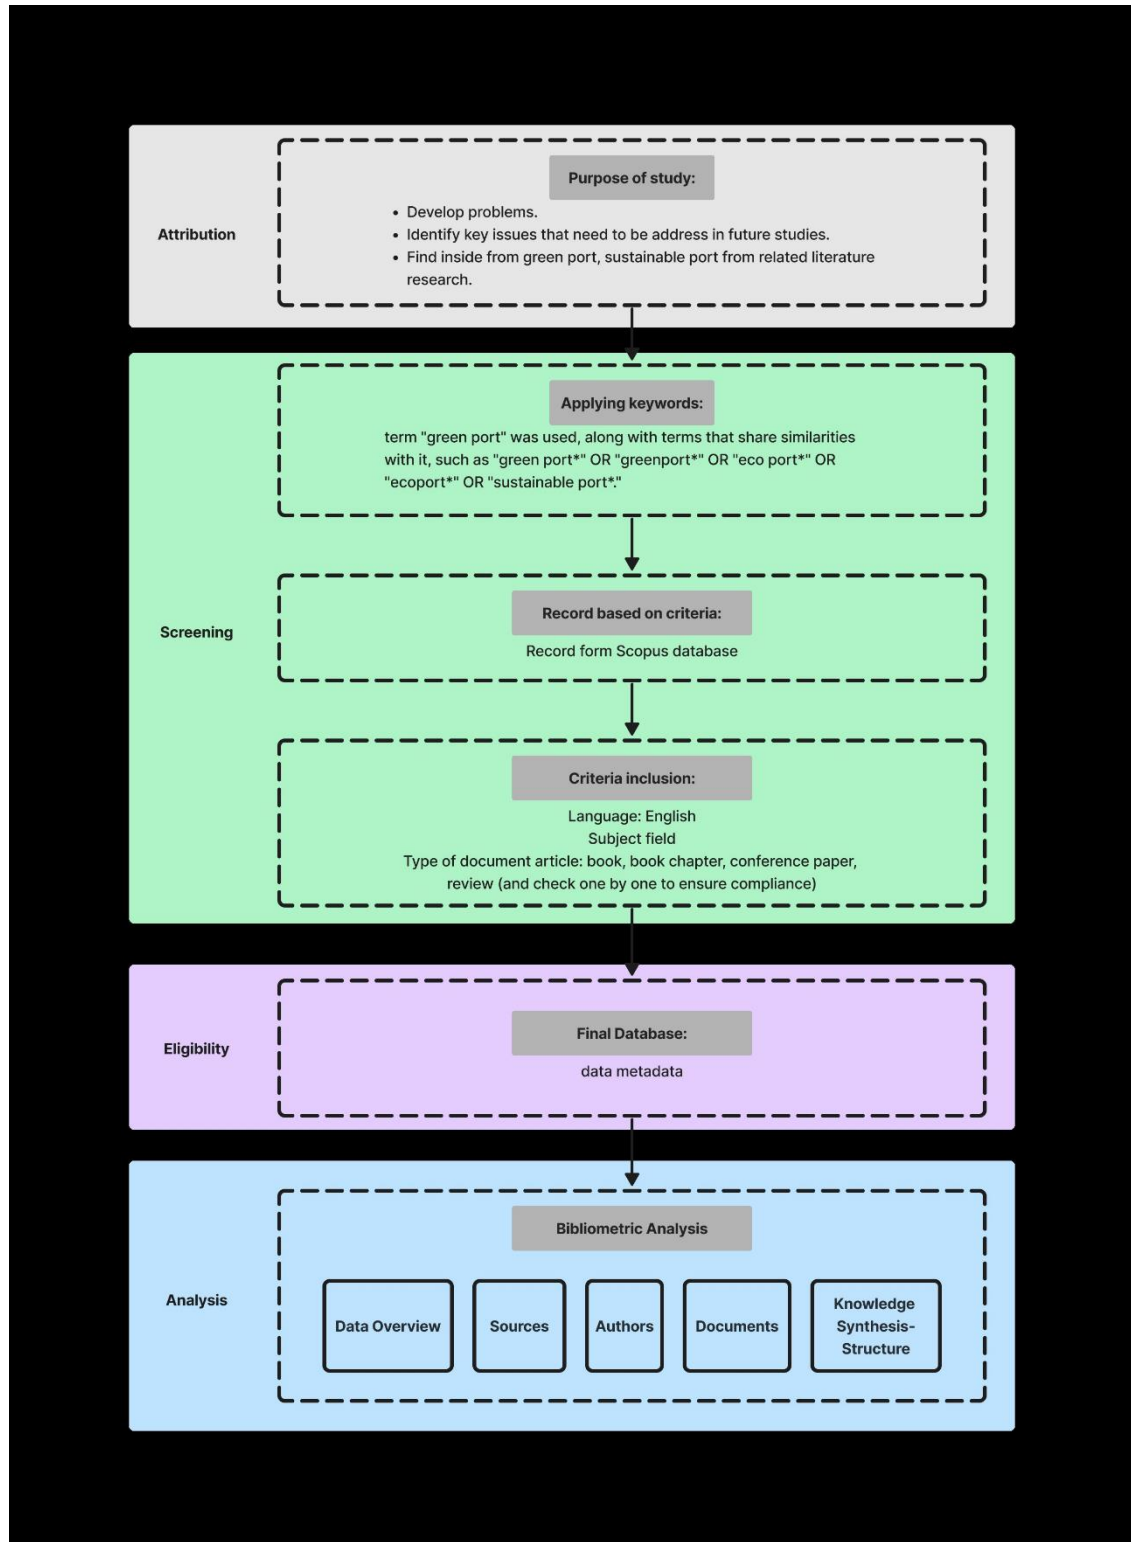 Attribution
Purpose of study:
• Develop problems.
• Identify key issues that need to be address in future studies.
• Find inside from green port, sustainable port from related literature
research.
Screening
Applying keywords:
term "green port" was used, along with terms that share similarities
with it, such as "green port*" OR "greenport*" OR "eco port*" OR
"ecoport*" OR "sustainable port*."
Record based on criteria:
Record form Scopus database
Criteria inclusion:
Language: English
Subject field
Type of document article: book, book chapter, conference paper,
review (and check one by one to ensure compliance)
Eligibility
Final Database:
data metadata
Analysis
Bibliometric Analysis
Data Overview
Sources
Authors
Documents
Knowledge
Synthesis-
Structure